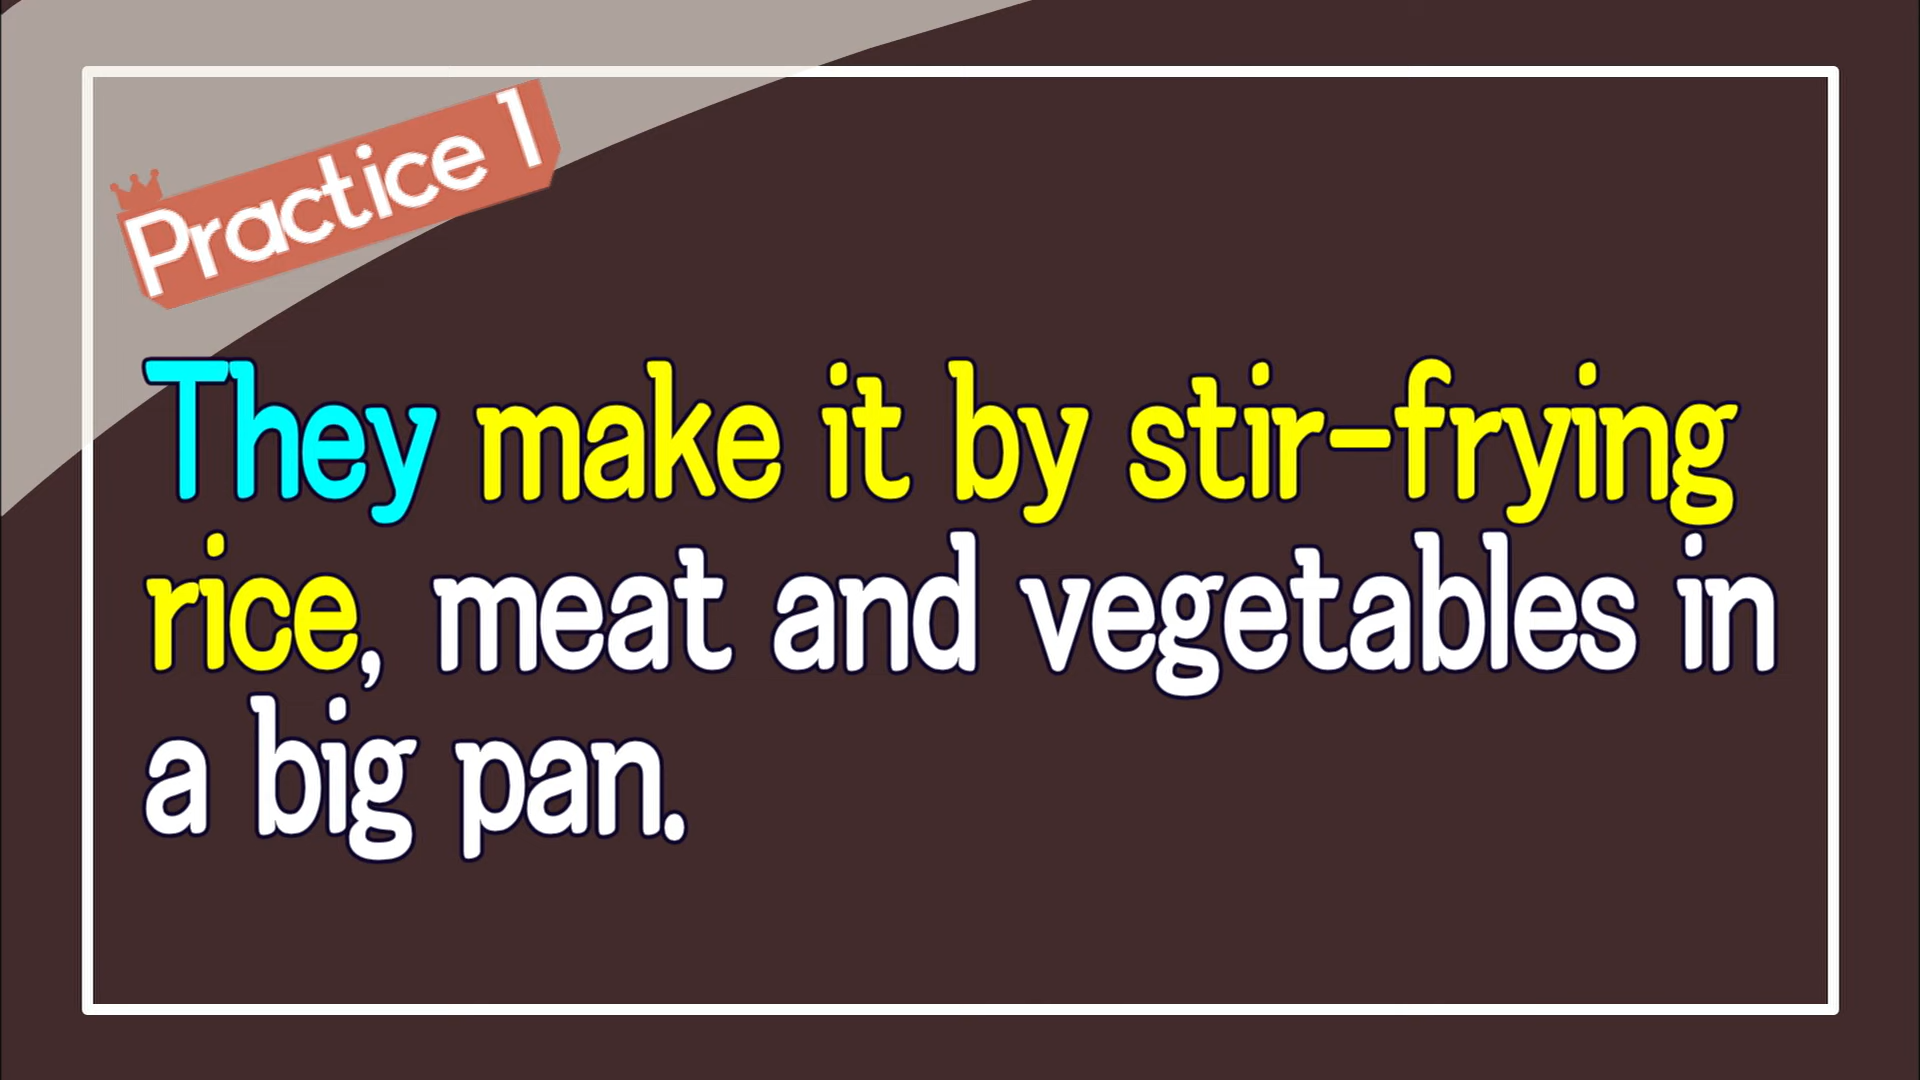 Practice 1
They make it by stir-frying
rice, meat and vegetables in
a big pan.